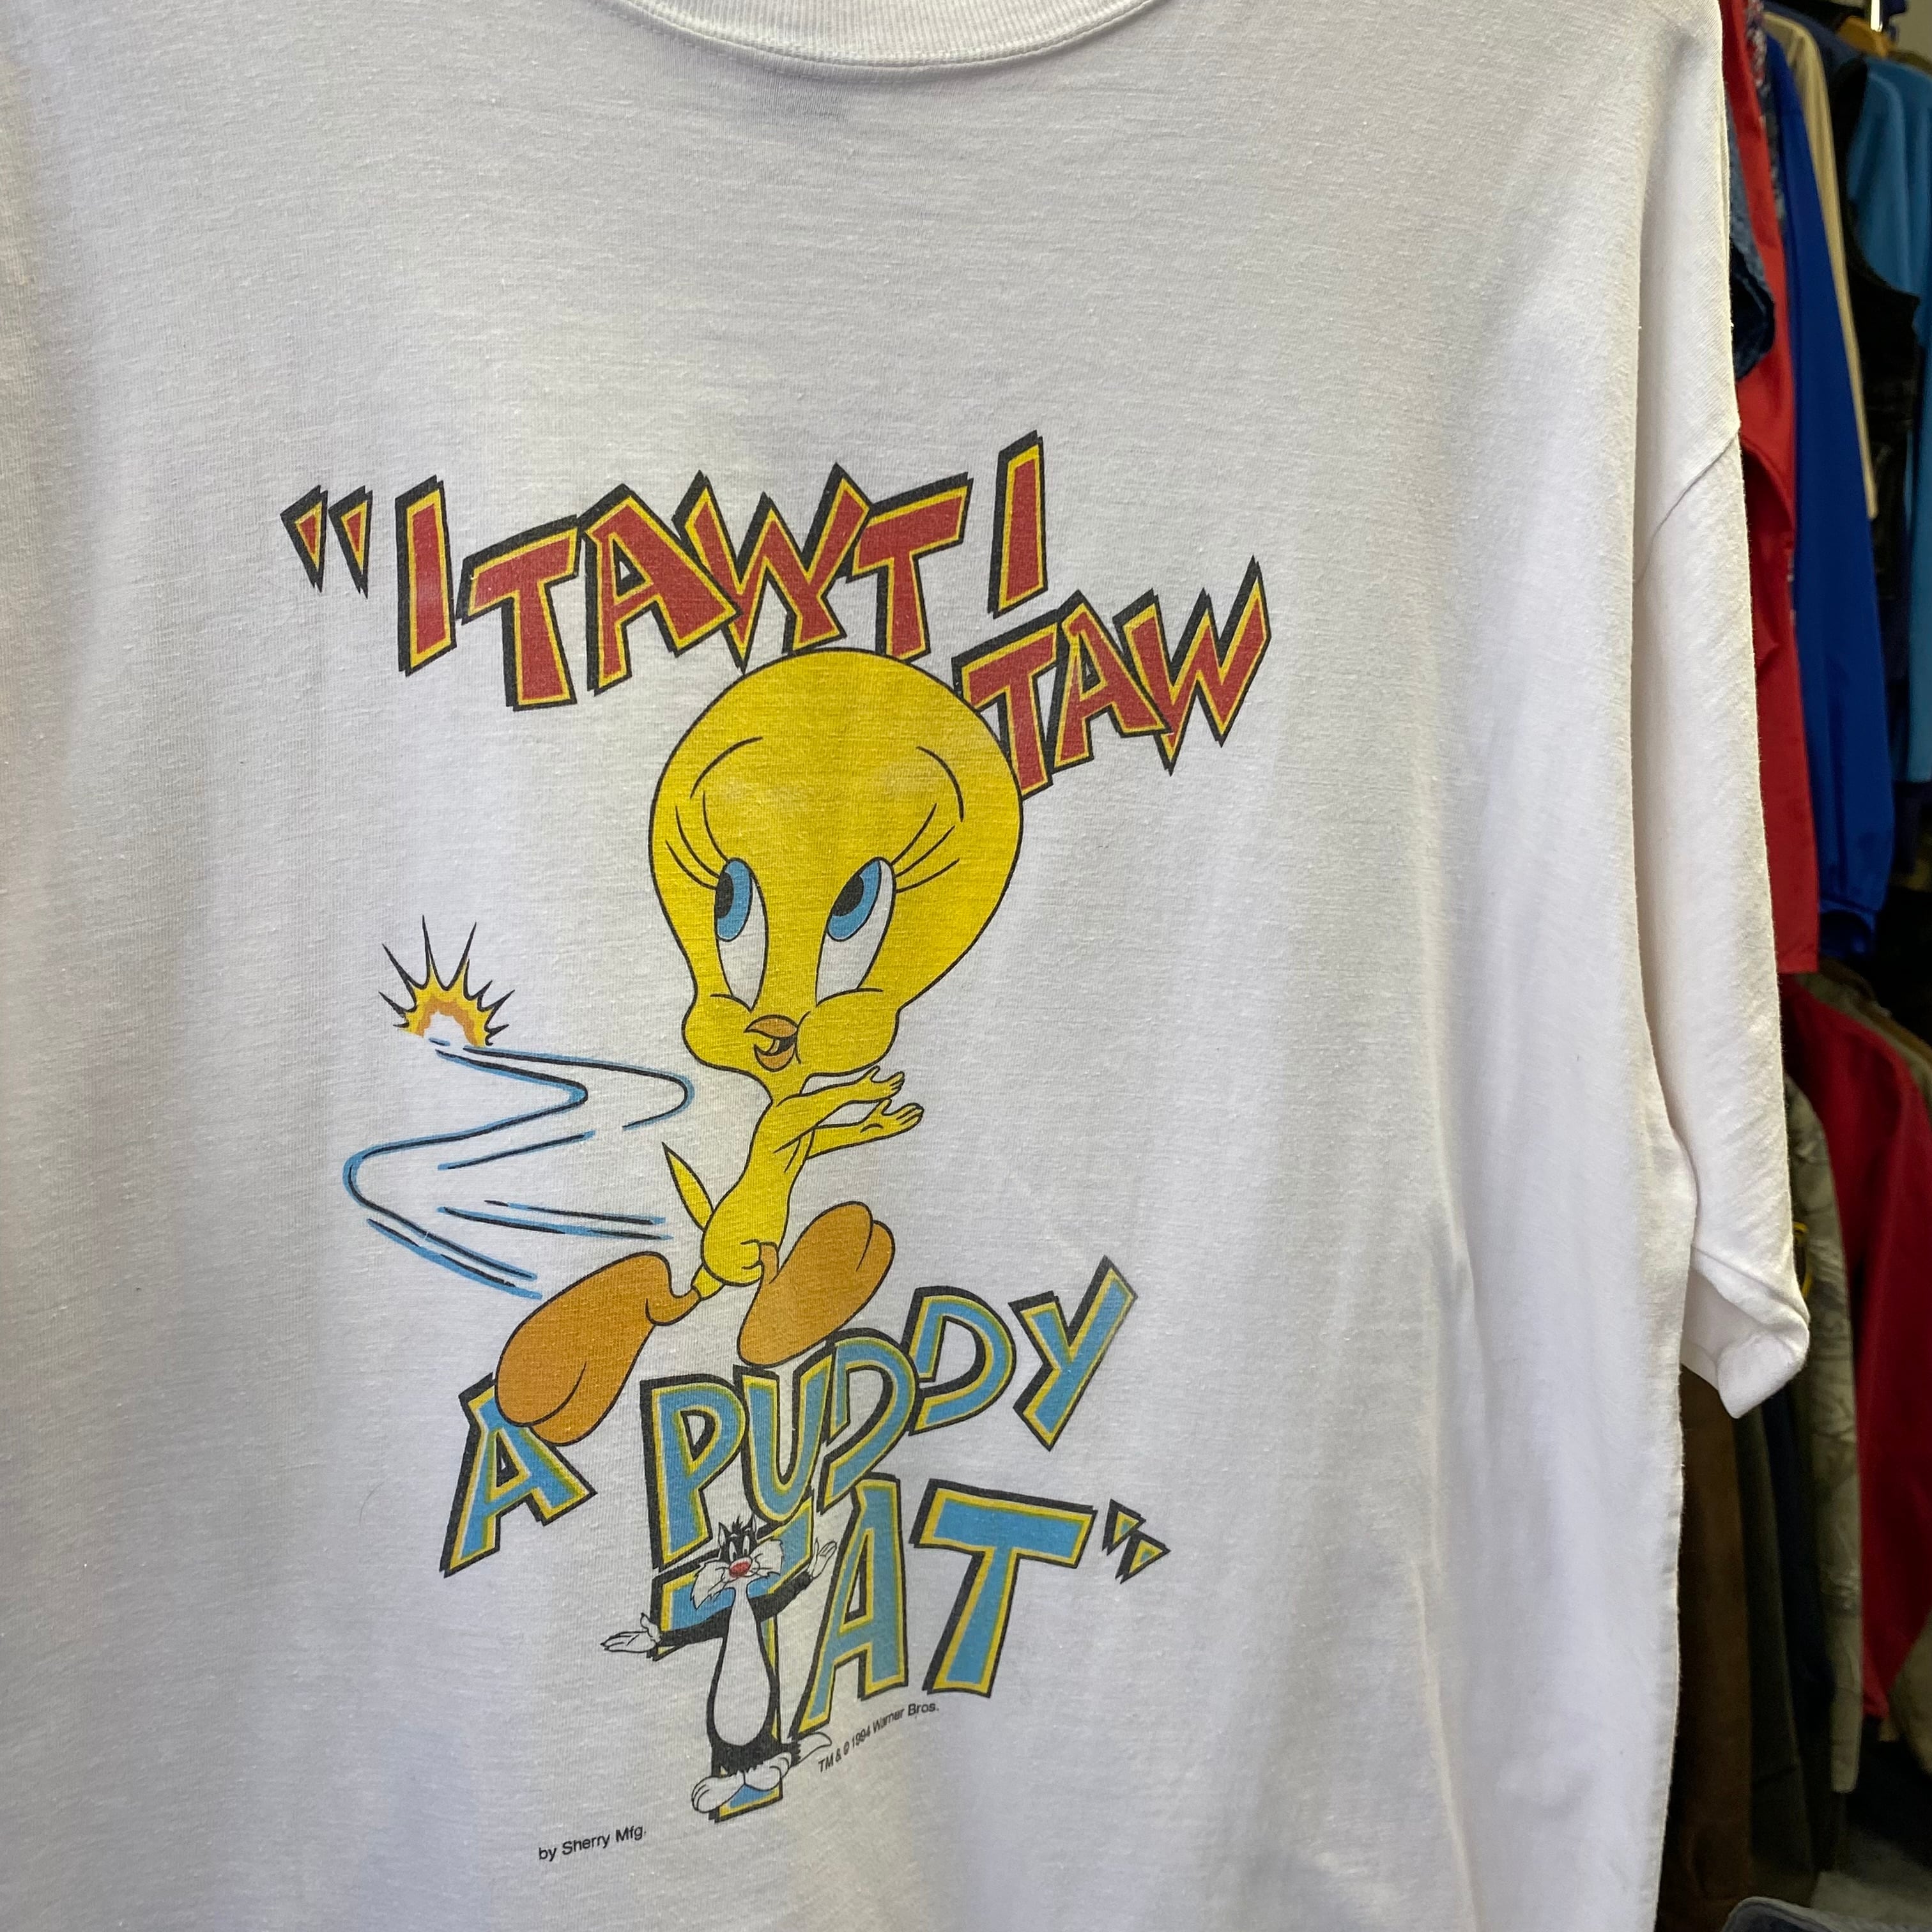 "I TAWT I
TAW
A PUDDY
TAT"
TM & © 1994 Warner Bros.
by Sherry Mfg.